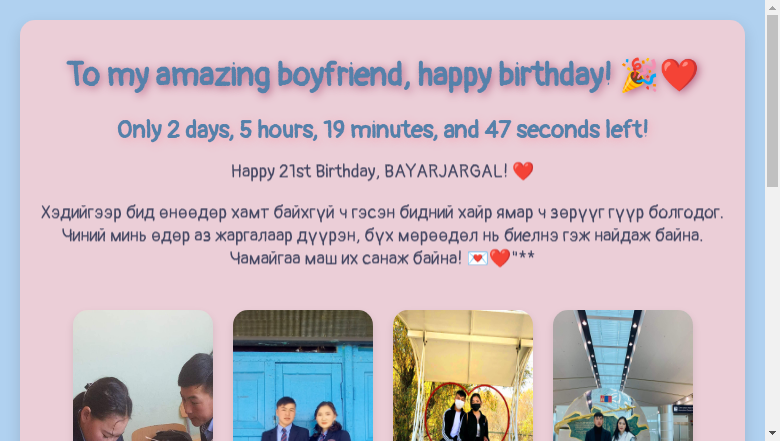 To my amazing boyfriend, happy birthday! 🎉❤️
Only 2 days, 5 hours, 19 minutes, and 47 seconds left!
Happy 21st Birthday, BAYARJARGAL! ❤️
Хэдийгээр бид өнөөдөр хамт байхгүй ч гэсэн бидний хайр ямар ч зөрүүг гүүр болгодог.
Чиний минь өдөр аз жаргалаар дүүрэн, бүх мөрөөдөл нь биелнэ гэж найдаж байна.
Чамайгаа маш их санаж байна! 💌❤️"**